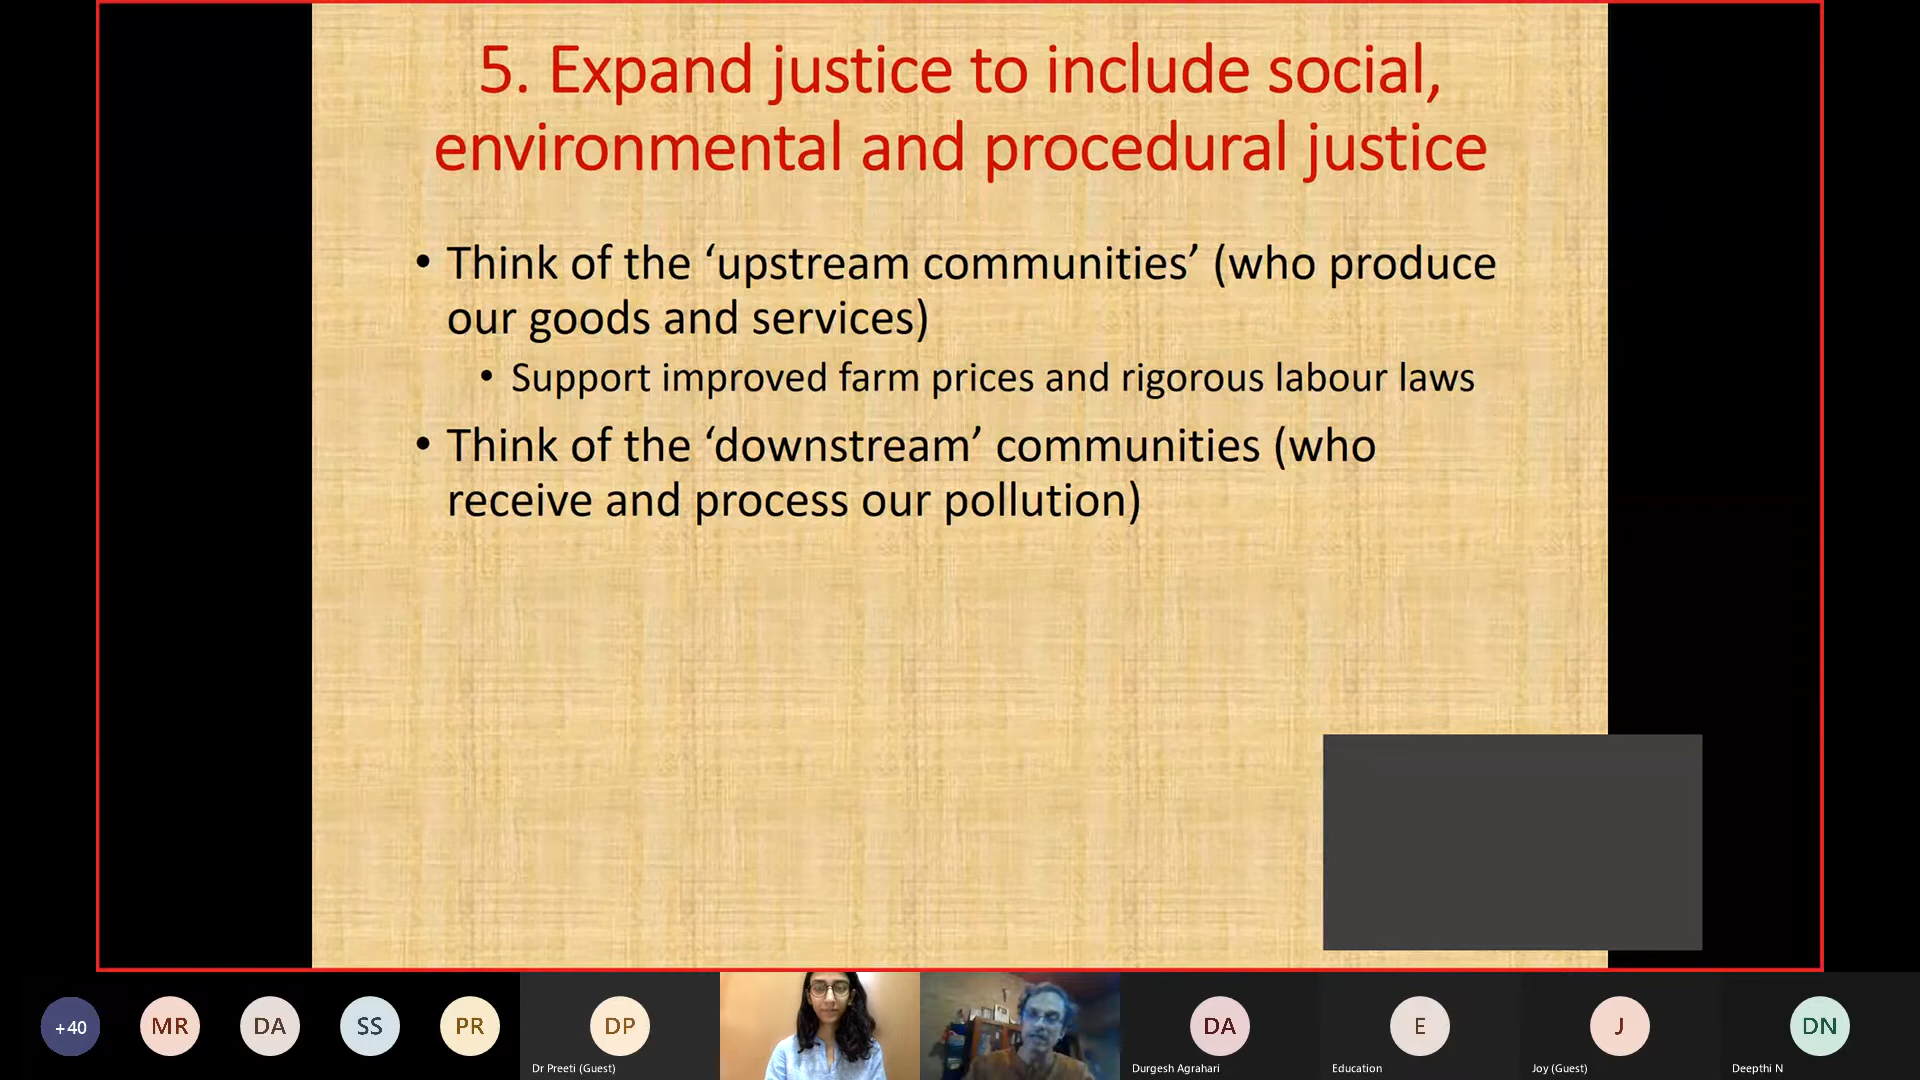 5. Expand justice to include social,
environmental and procedural justice
• Think of the ‘upstream communities’ (who produce
our goods and services)
• Support improved farm prices and rigorous labour laws
• Think of the ‘downstream’ communities (who
receive and process our pollution)
+40
MR
DA
SS
PR
DP
Dr Preeti (Guest)
DA
Durgesh Agrahari
E
Education
J
Joy (Guest)
DN
Deepthi N